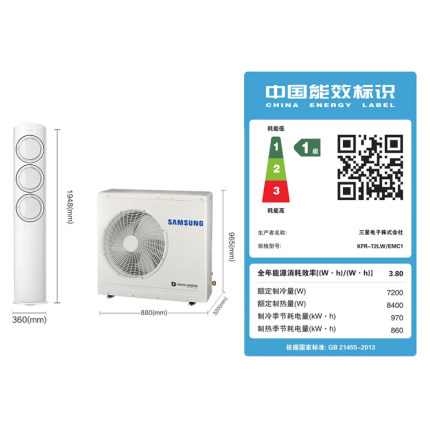 中国能效标识
CHINA ENERGY LABEL
耗能低
1
1级
2
3
耗能高
生产者名称:
三星电子株式会社
规格型号:
KFR-72LW/EMC1
全年能源消耗效率[(W·h)/(W·h)]
3.80
额定制冷量(W)
7200
额定制热量(W)
8400
制冷季节耗电量(kW·h)
970
制热季节耗电量(kW·h)
860
依据国家标准: GB 21455-2013
1948(mm)
360(mm)
SAMSUNG
965(mm)
880(mm)